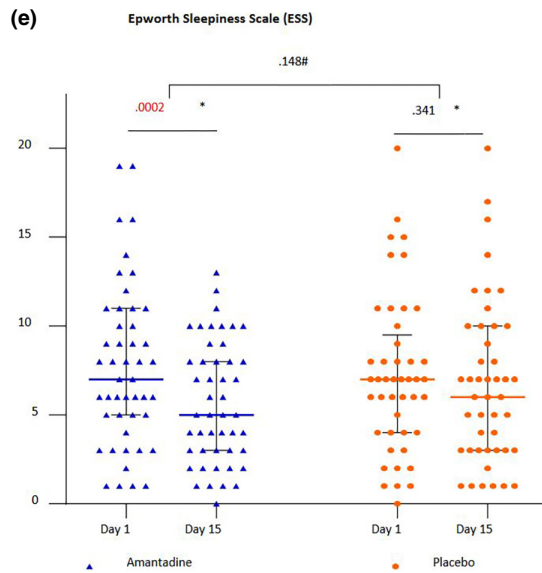 (e)
Epworth Sleepiness Scale (ESS)
.148#
.0002 *
.341 *
20
15
10
5
0
Day 1 Day 15 Day 1 Day 15
Amantadine Placebo